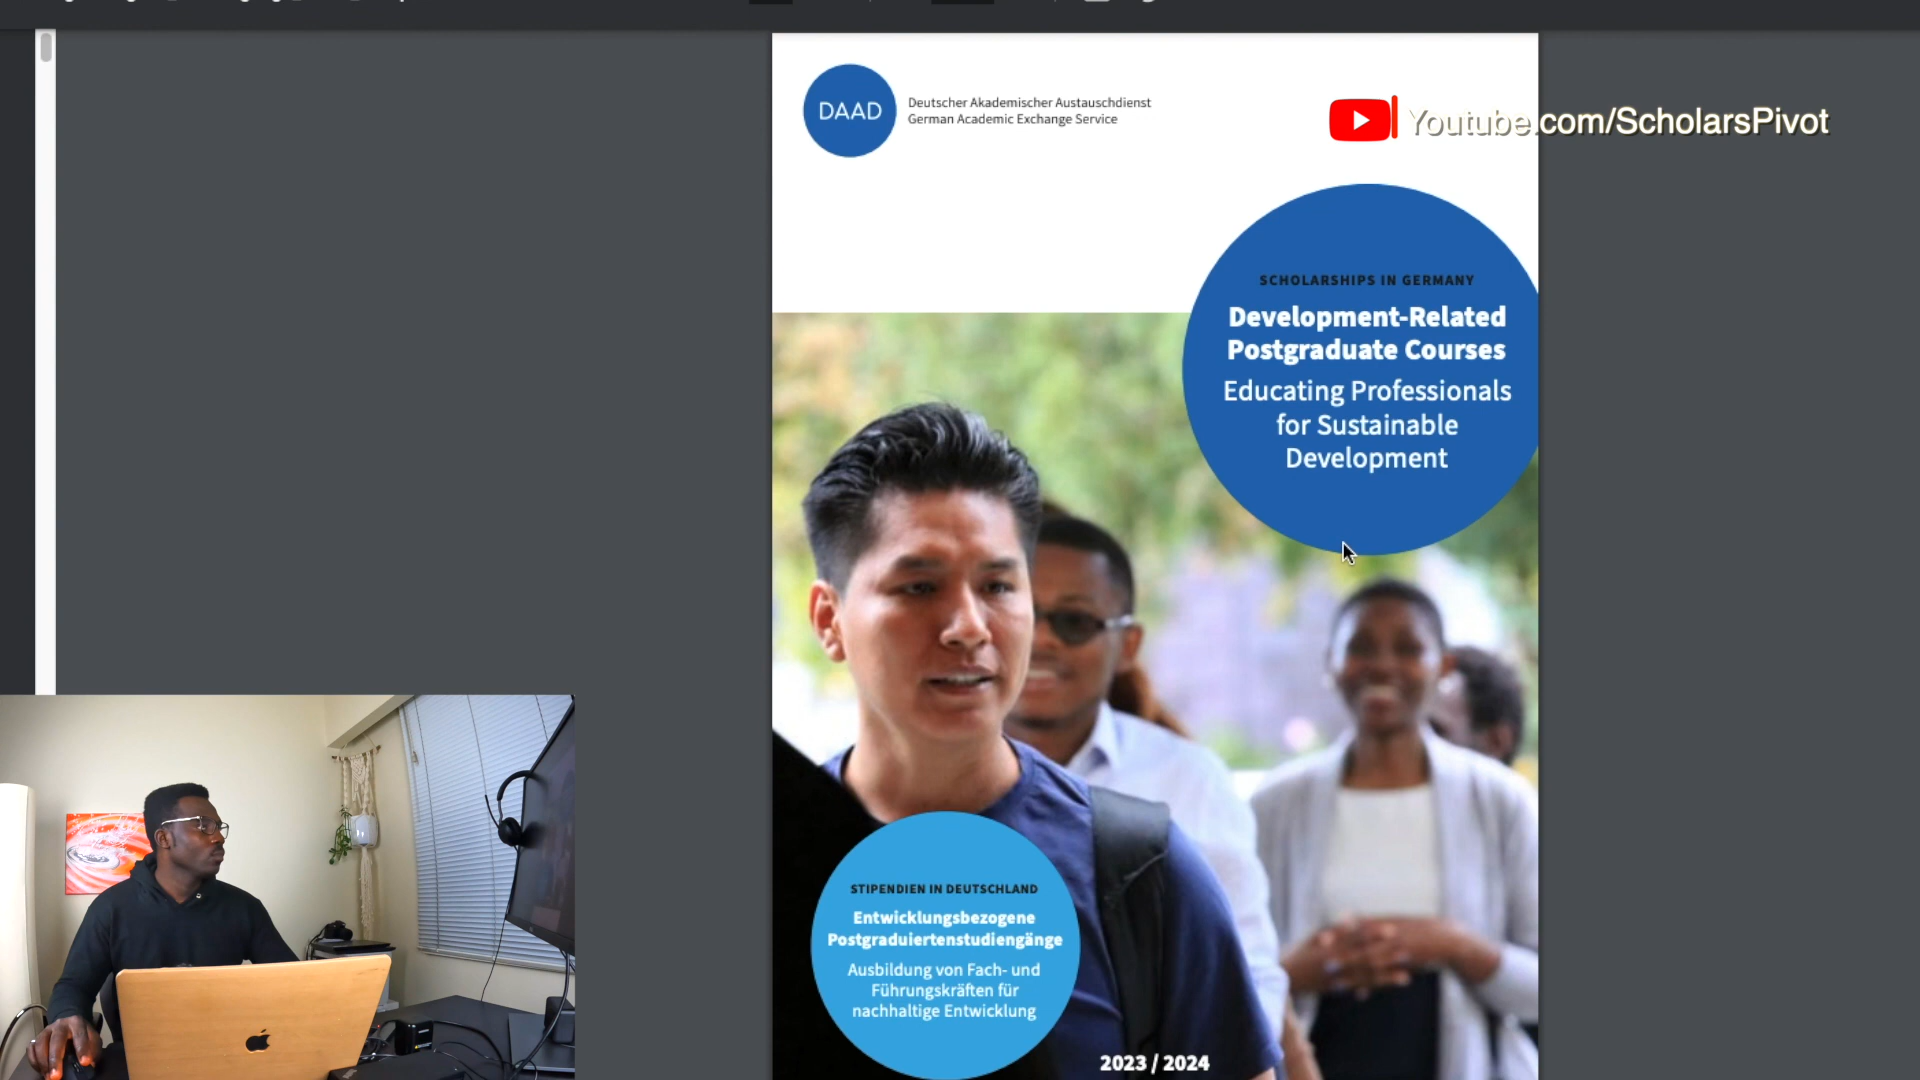 DAAD
Deutscher Akademischer Austauschdienst
German Academic Exchange Service
Youtube.com/ScholarsPivot
SCHOLARSHIPS IN GERMANY
Development-Related
Postgraduate Courses
Educating Professionals
for Sustainable
Development
STIPENDIEN IN DEUTSCHLAND
Entwicklungsbezogene
Postgraduiertenstudiengänge
Ausbildung von Fach- und
Führungskräften für
nachhaltige Entwicklung
2023 / 2024